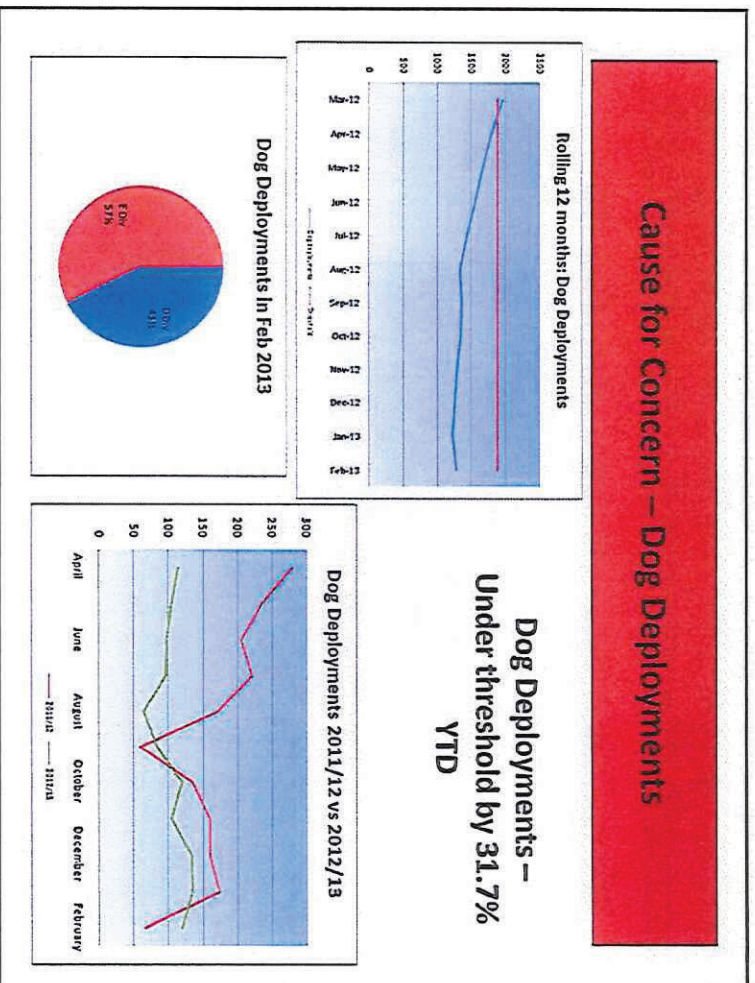 Cause for Concern – Dog Deployments
Rolling 12 months: Dog Deployments
2500
2000
1500
1000
500
0
Mar-12
Apr-12
May-12
Jun-12
Jul-12
Aug-12
Sep-12
Oct-12
Nov-12
Dec-12
Jan-13
Feb-13
Dog Deployments –
Under threshold by 31.7%
YTD
Dog Deployments In Feb 2013
E Div
57%
D Div
43%
Dog Deployments 2011/12 vs 2012/13
300
250
200
150
100
50
0
April
June
August
October
December
February
2011/12
2012/13